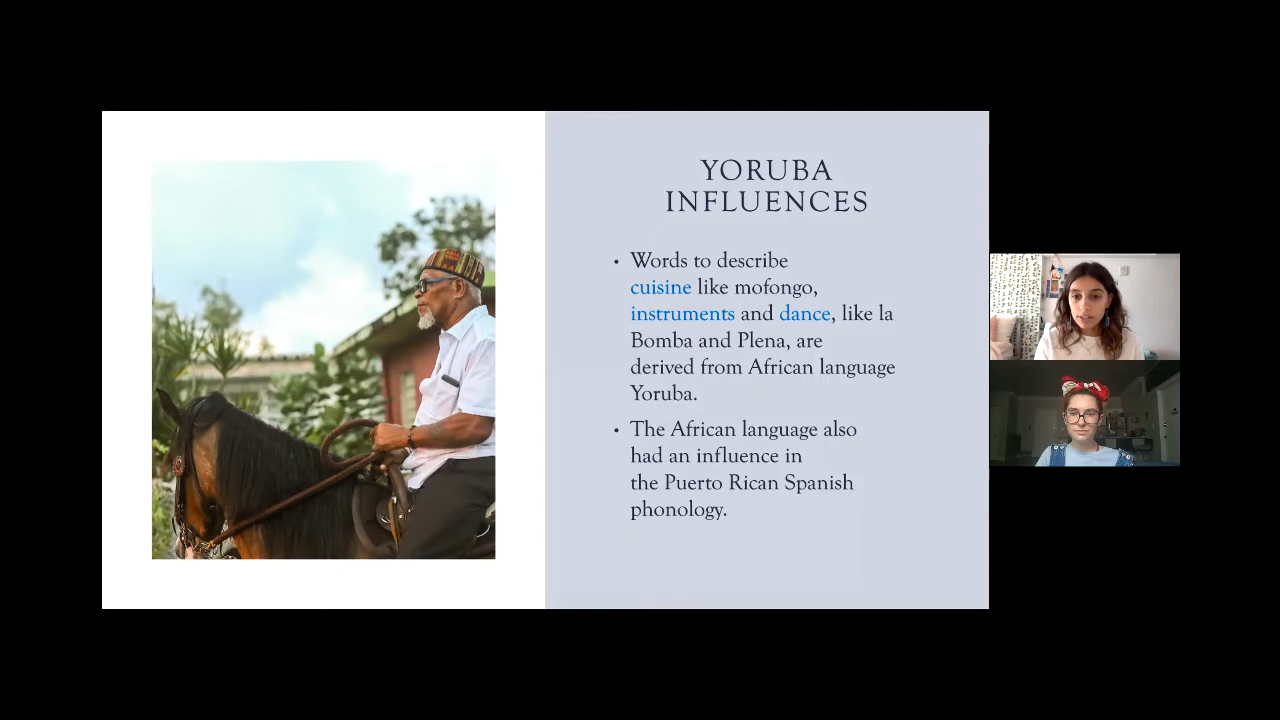 YORUBA
INFLUENCES
• Words to describe
cuisine like mofongo,
instruments and dance, like la
Bomba and Plena, are
derived from African language
Yoruba.
• The African language also
had an influence in
the Puerto Rican Spanish
phonology.